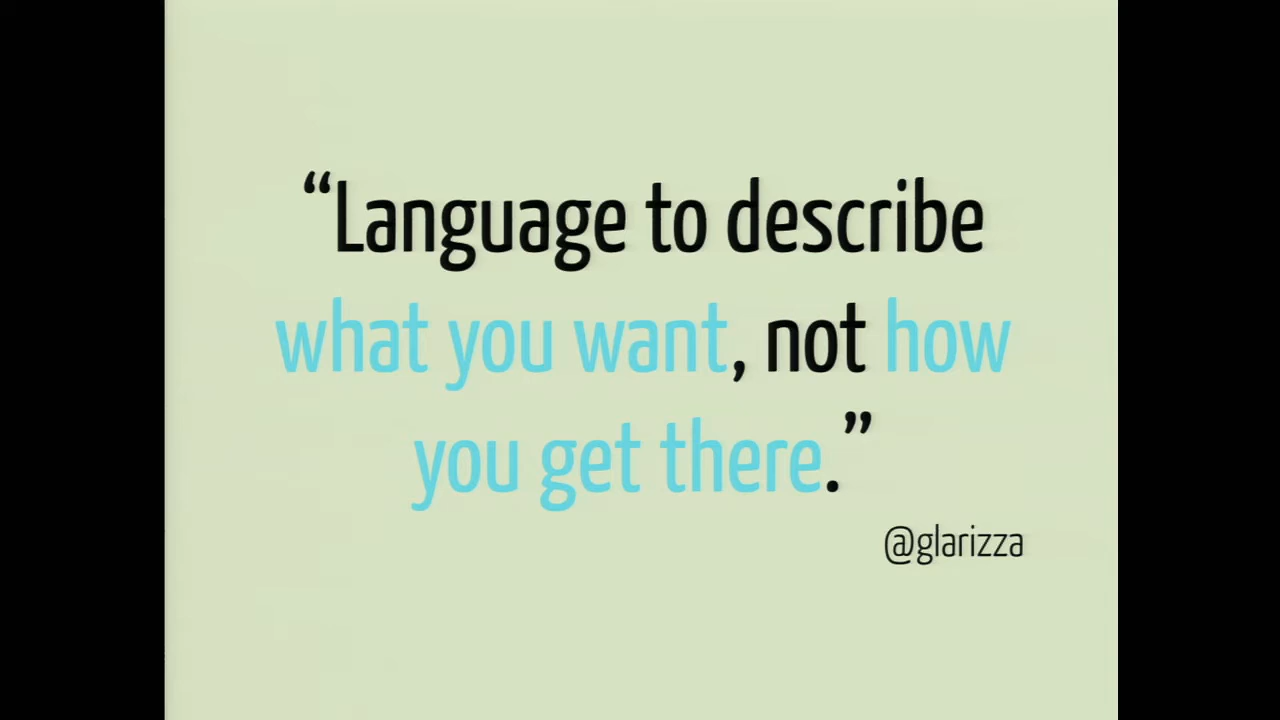 “Language to describe
what you want, not how
you get there.”
@glarizza